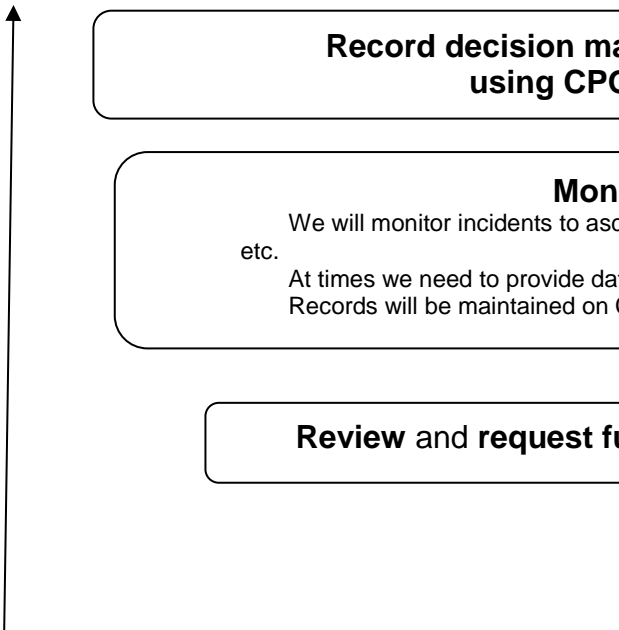 Record decision ma
using CPO
Mon
We will monitor incidents to asc
etc.
At times we need to provide dat
Records will be maintained on C
Review and request fu